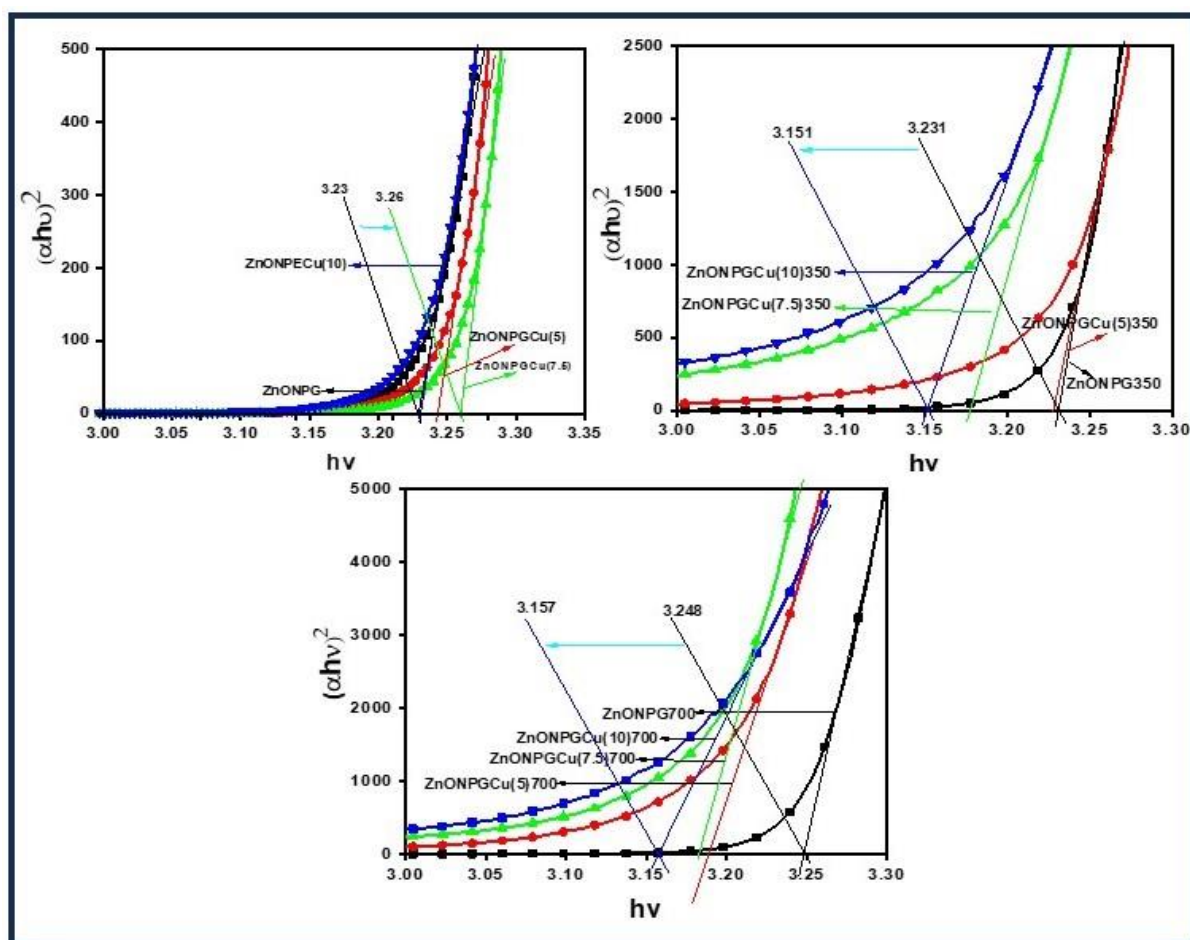 500
400
300
200
100
0
(αhυ)²
3.23
3.26
ZnONPECu(10)
ZnONPGCu(5)
ZnONPGCu(7.5)
ZnONPG
3.00 3.05 3.10 3.15 3.20 3.25 3.30 3.35
hν
2500
2000
1500
1000
500
0
(αhυ)²
3.151
3.231
ZnONPGCu(10)350
ZnONPGCu(7.5)350
ZnONPGCu(5)350
ZnONPG350
3.00 3.05 3.10 3.15 3.20 3.25 3.30
hν
5000
4000
3000
2000
1000
0
(αhυ)²
3.157
3.248
ZnONPG700
ZnONPGCu(10)700
ZnONPGCu(7.5)700
ZnONPGCu(5)700
3.00 3.05 3.10 3.15 3.20 3.25 3.30
hν